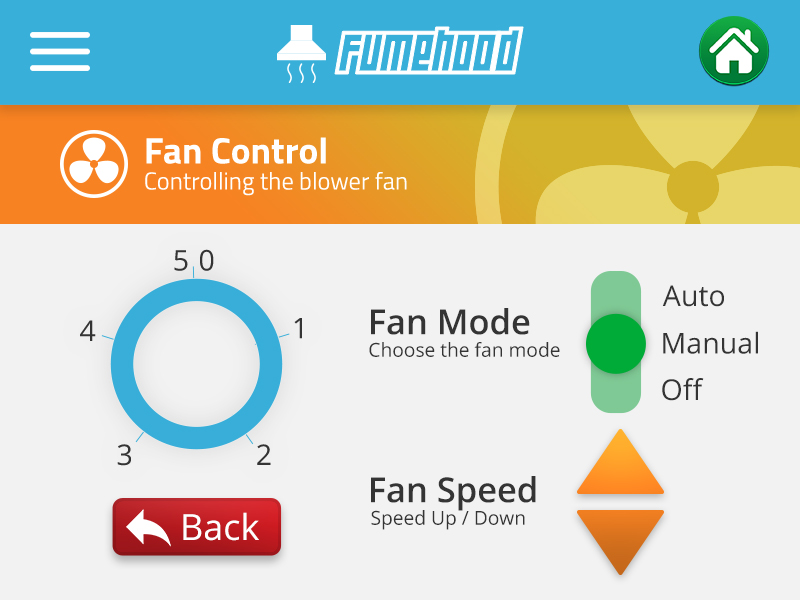 Fumehood
Fan Control
Controlling the blower fan
5 0
4
1
3
2
Fan Mode
Choose the fan mode
Auto
Manual
Off
Fan Speed
Speed Up / Down
Back